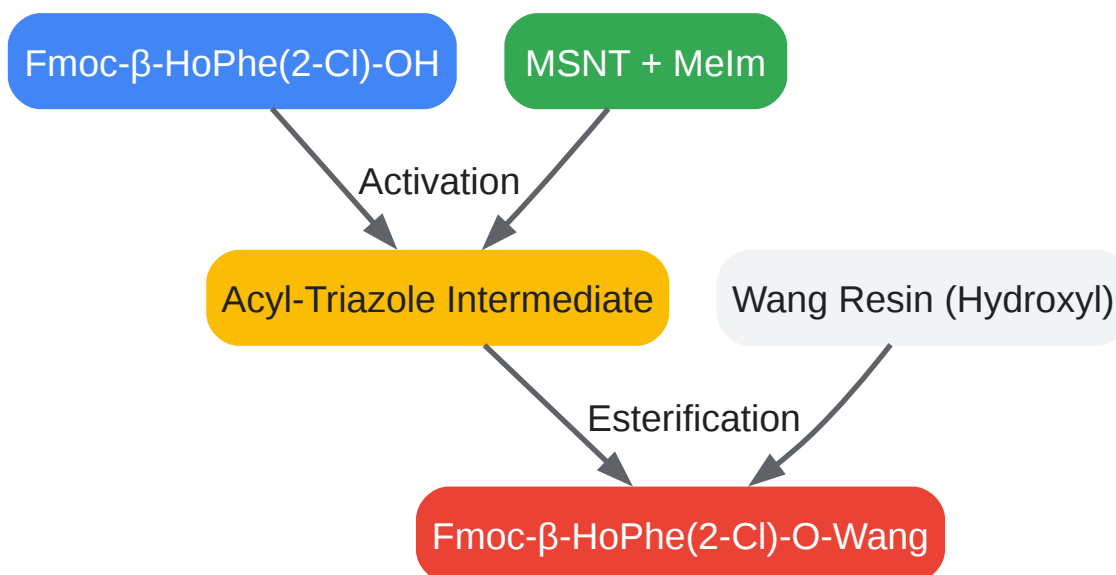 Fmoc-β-HoPhe(2-Cl)-OH
MSNT + MeIm
Activation
Acyl-Triazole Intermediate
Wang Resin (Hydroxyl)
Esterification
Fmoc-β-HoPhe(2-Cl)-O-Wang